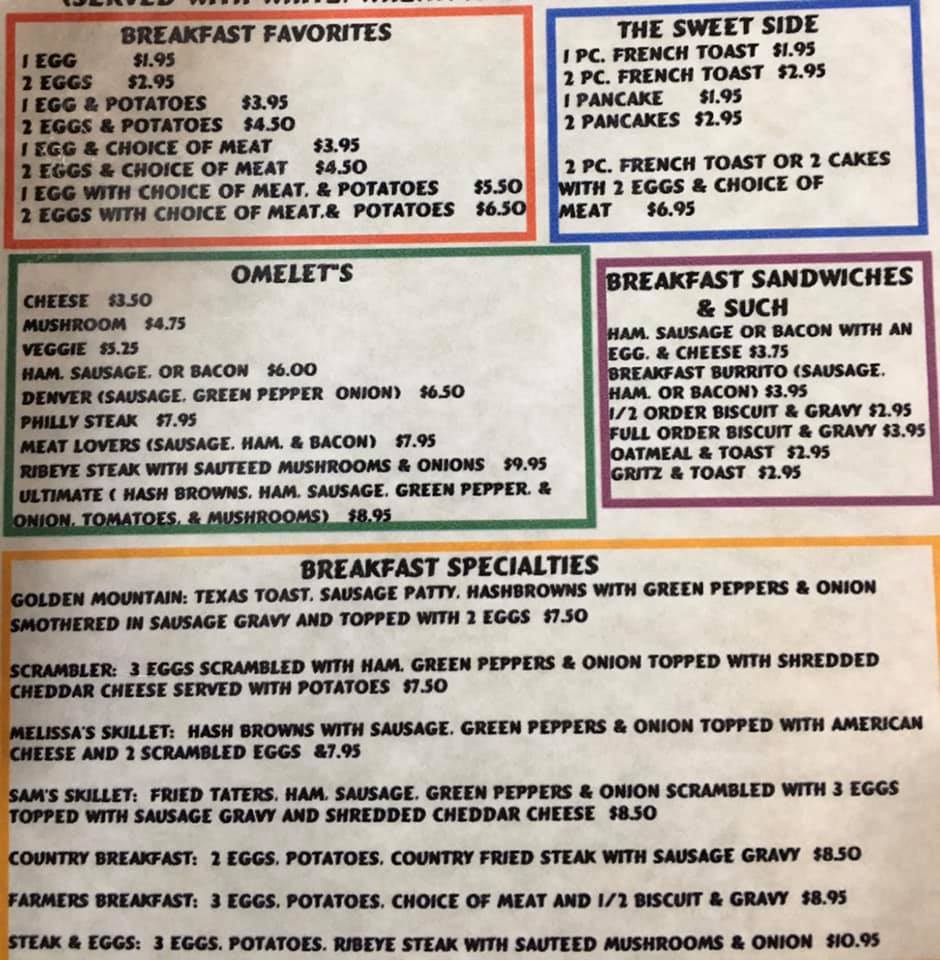 BREAKFAST FAVORITES
1 EGG $1.95
2 EGGS $2.95
1 EGG & POTATOES $3.95
2 EGGS & POTATOES $4.50
1 EGG & CHOICE OF MEAT $3.95
2 EGGS & CHOICE OF MEAT $4.50
1 EGG WITH CHOICE OF MEAT, & POTATOES $5.50
2 EGGS WITH CHOICE OF MEAT,& POTATOES $6.50
THE SWEET SIDE
1 PC. FRENCH TOAST $1.95
2 PC. FRENCH TOAST $2.95
1 PANCAKE $1.95
2 PANCAKES $2.95
2 PC. FRENCH TOAST OR 2 CAKES
WITH 2 EGGS & CHOICE OF
MEAT $6.95
OMELET'S
CHEESE $3.50
MUSHROOM $4.75
VEGGIE $5.25
HAM, SAUSAGE, OR BACON $6.00
DENVER (SAUSAGE, GREEN PEPPER ONION) $6.50
PHILLY STEAK $7.95
MEAT LOVERS (SAUSAGE, HAM, & BACON) $7.95
RIBEYE STEAK WITH SAUTEED MUSHROOMS & ONIONS $9.95
ULTIMATE ( HASH BROWNS, HAM, SAUSAGE, GREEN PEPPER, &
ONION, TOMATOES, & MUSHROOMS) $8.95
BREAKFAST SANDWICHES
& SUCH
HAM, SAUSAGE OR BACON WITH AN
EGG, & CHEESE $3.75
BREAKFAST BURRITO (SAUSAGE,
HAM, OR BACON) $3.95
1/2 ORDER BISCUIT & GRAVY $2.95
FULL ORDER BISCUIT & GRAVY $3.95
OATMEAL & TOAST $2.95
GRITZ & TOAST $2.95
BREAKFAST SPECIALTIES
GOLDEN MOUNTAIN: TEXAS TOAST, SAUSAGE PATTY, HASHBROWNS WITH GREEN PEPPERS & ONION
SMOTHERED IN SAUSAGE GRAVY AND TOPPED WITH 2 EGGS $7.50
SCRAMBLER: 3 EGGS SCRAMBLED WITH HAM, GREEN PEPPERS & ONION TOPPED WITH SHREDDED
CHEDDAR CHEESE SERVED WITH POTATOES $7.50
MELISSA'S SKILLET: HASH BROWNS WITH SAUSAGE, GREEN PEPPERS & ONION TOPPED WITH AMERICAN
CHEESE AND 2 SCRAMBLED EGGS &7.95
SAM'S SKILLET: FRIED TATERS, HAM, SAUSAGE, GREEN PEPPERS & ONION SCRAMBLED WITH 3 EGGS
TOPPED WITH SAUSAGE GRAVY AND SHREDDED CHEDDAR CHEESE $8.50
COUNTRY BREAKFAST: 2 EGGS, POTATOES, COUNTRY FRIED STEAK WITH SAUSAGE GRAVY $8.50
FARMERS BREAKFAST: 3 EGGS, POTATOES, CHOICE OF MEAT AND 1/2 BISCUIT & GRAVY $8.95
STEAK & EGGS: 3 EGGS, POTATOES, RIBEYE STEAK WITH SAUTEED MUSHROOMS & ONION $10.95